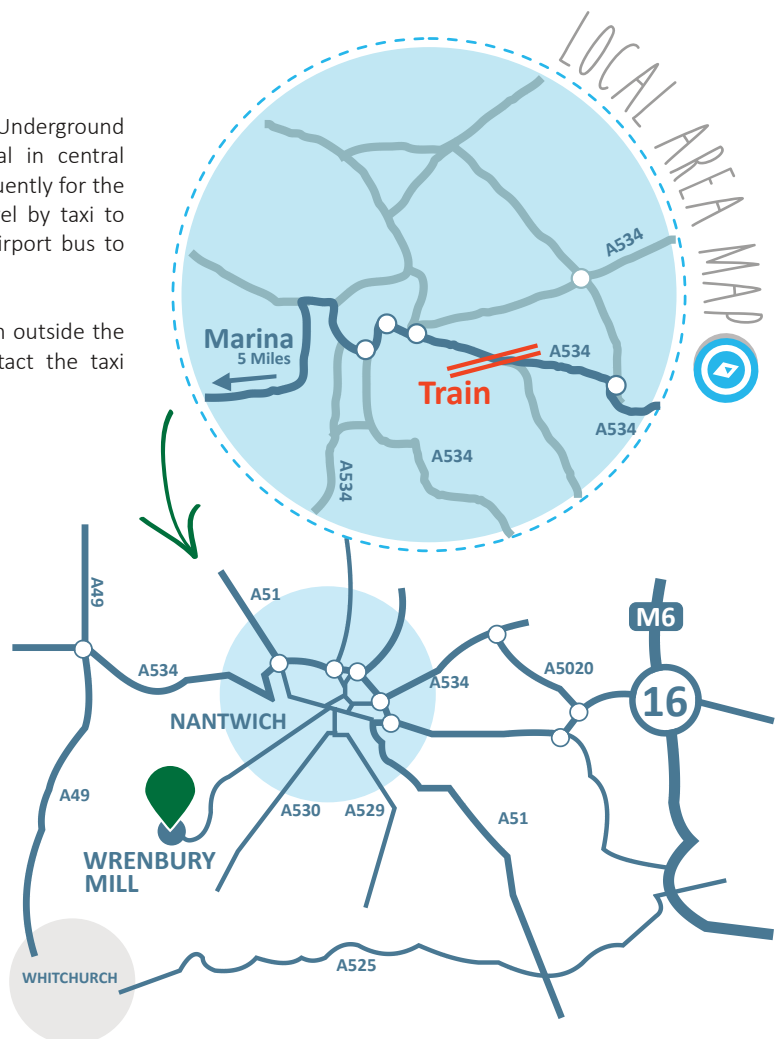 Underground
al in central
uently for the
el by taxi to
irport bus to
n outside the
tact the taxi
LOCAL AREA MAP
A534
Marina
5 Miles
A534
Train
A534
A534
A534
A49
A51
M6
A534
A534
A5020
16
NANTWICH
A49
A530
A529
A51
WRENBURY
MILL
A525
WHITCHURCH